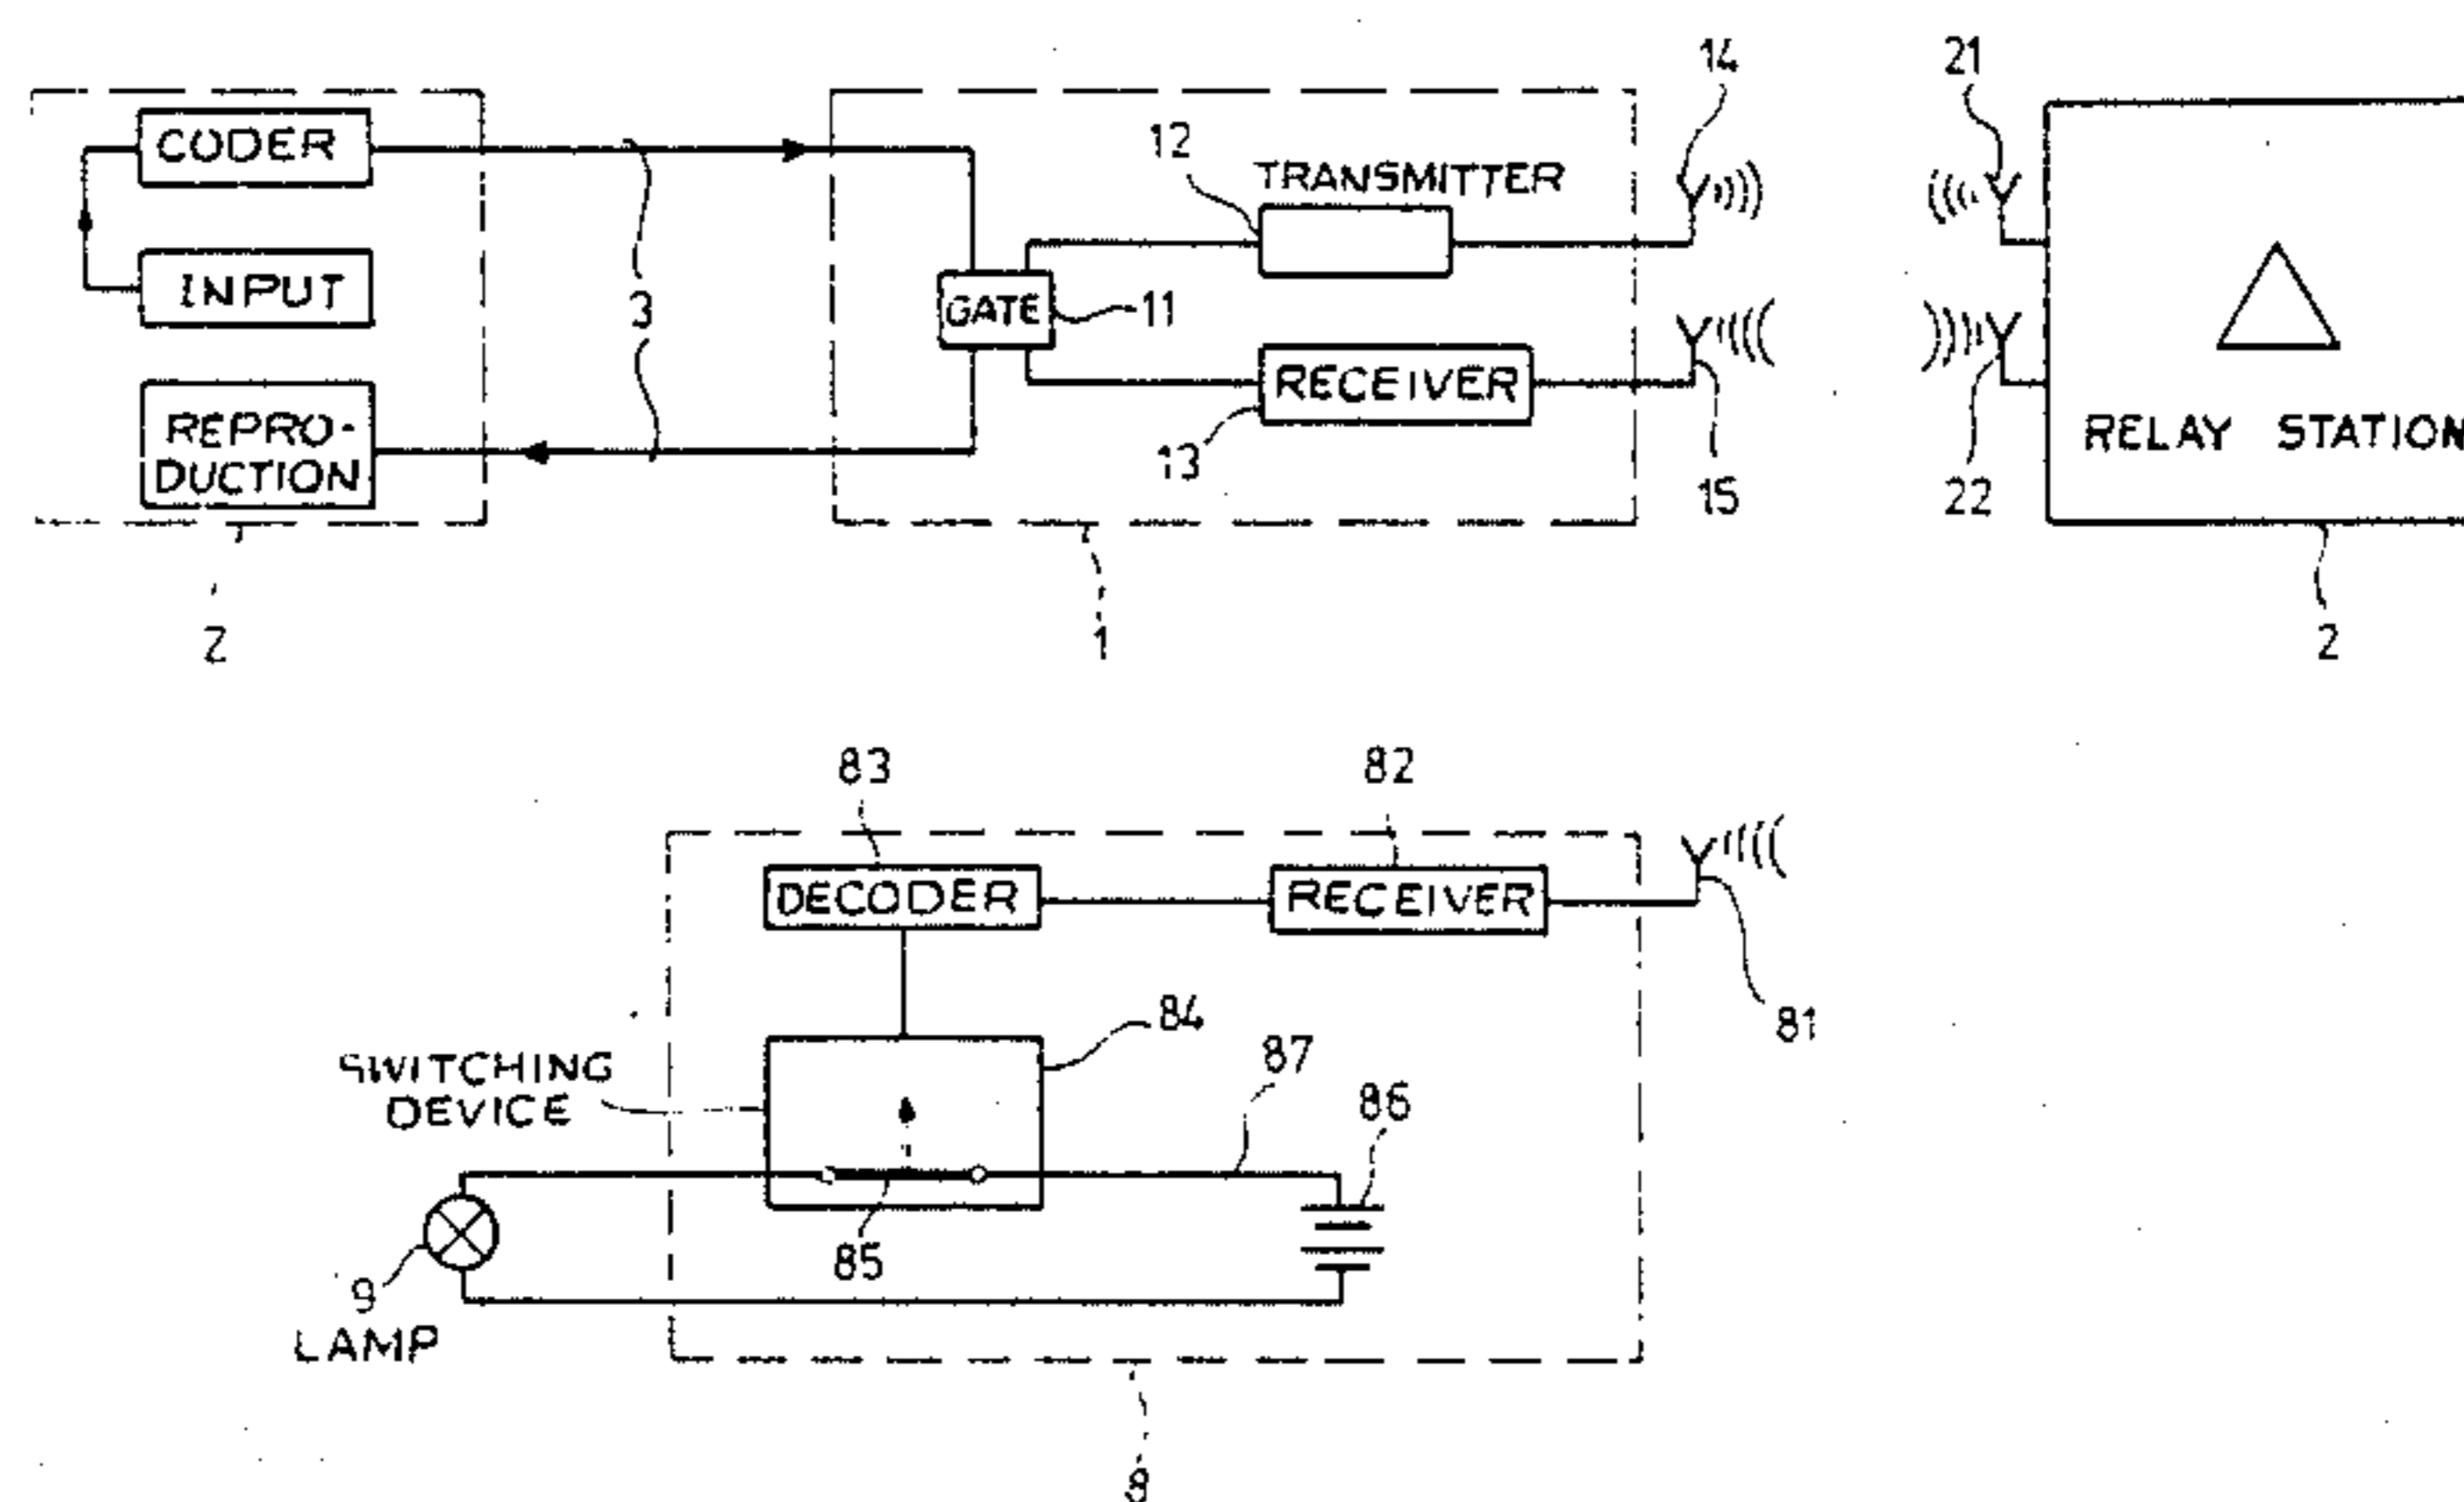 14
21
CODER
12
TRANSMITTER
INPUT
3
GATE
11
RECEIVER
REPRO-
DUCTION
13
15
22
RELAY STATION
2
1
2
83
82
DECODER
RECEIVER
84
81
87
SWITCHING
DEVICE
86
85
9
LAMP
8